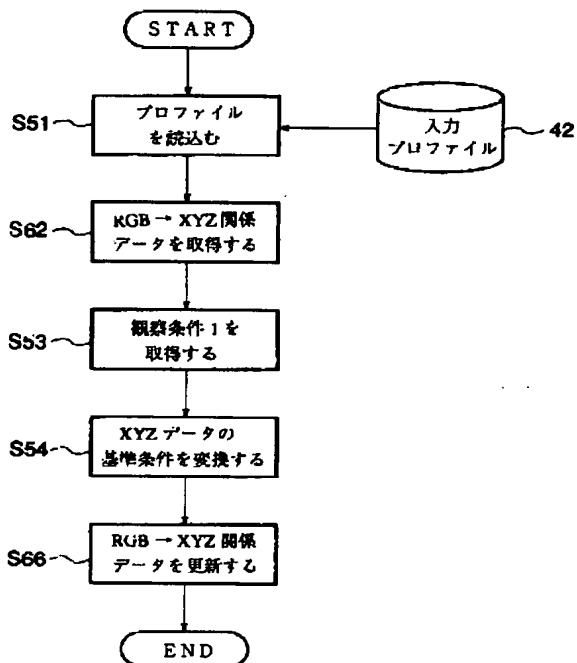 START
S51
プロファイル
を読込む
入力
プロファイル
42
S62
RGB → XYZ 関係
データを取得する
S53
観察条件1を
取得する
S54
XYZ データの
基準条件を変換する
S66
RGB → XYZ 関係
データを更新する
END